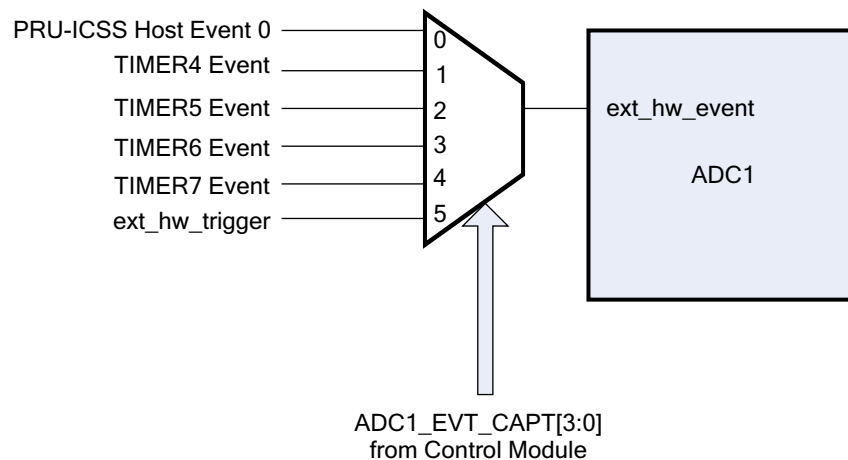 PRU-ICSS Host Event 0
0
TIMER4 Event
1
TIMER5 Event
2
ext_hw_event
TIMER6 Event
3
TIMER7 Event
4
ADC1
ext_hw_trigger
5
ADC1_EVT_CAPT[3:0]
from Control Module